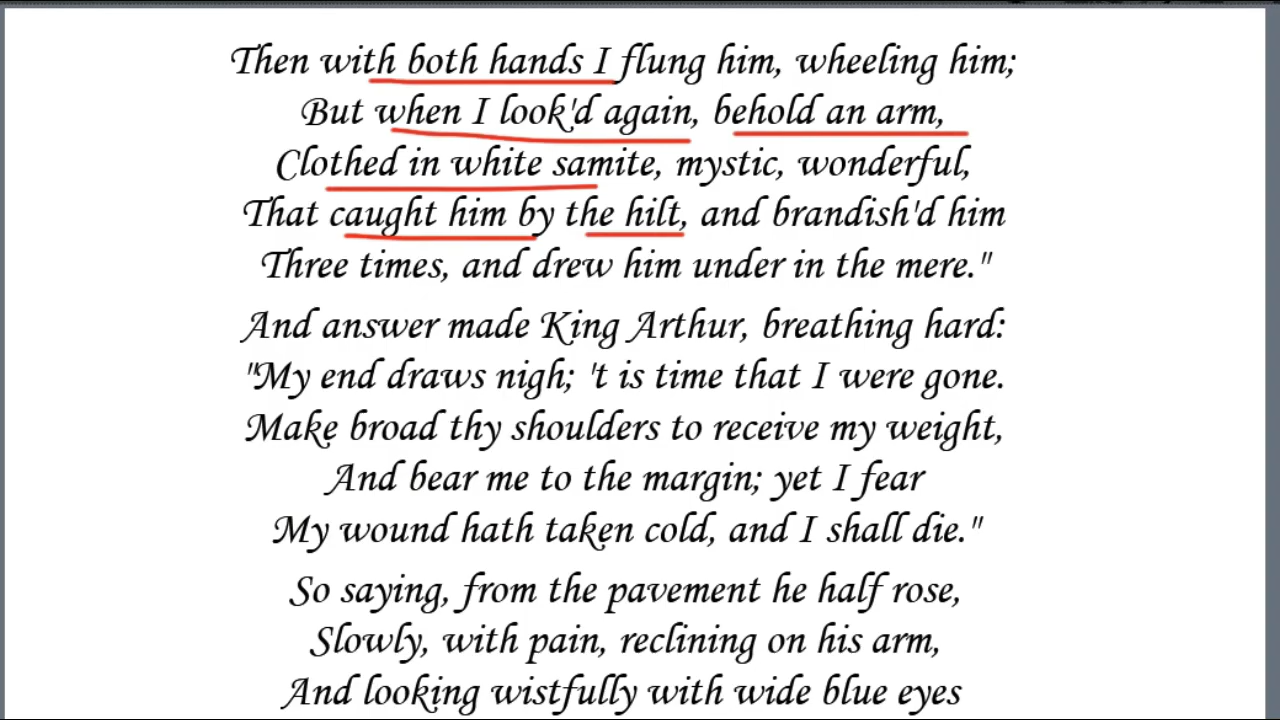 Then with both hands I flung him, wheeling him;
But when I look'd again, behold an arm,
Clothed in white samite, mystic, wonderful,
That caught him by the hilt, and brandish'd him
Three times, and drew him under in the mere."
And answer made King Arthur, breathing hard:
"My end draws nigh; 't is time that I were gone.
Make broad thy shoulders to receive my weight,
And bear me to the margin; yet I fear
My wound hath taken cold, and I shall die."
So saying, from the pavement he half rose,
Slowly, with pain, reclining on his arm,
And looking wistfully with wide blue eyes